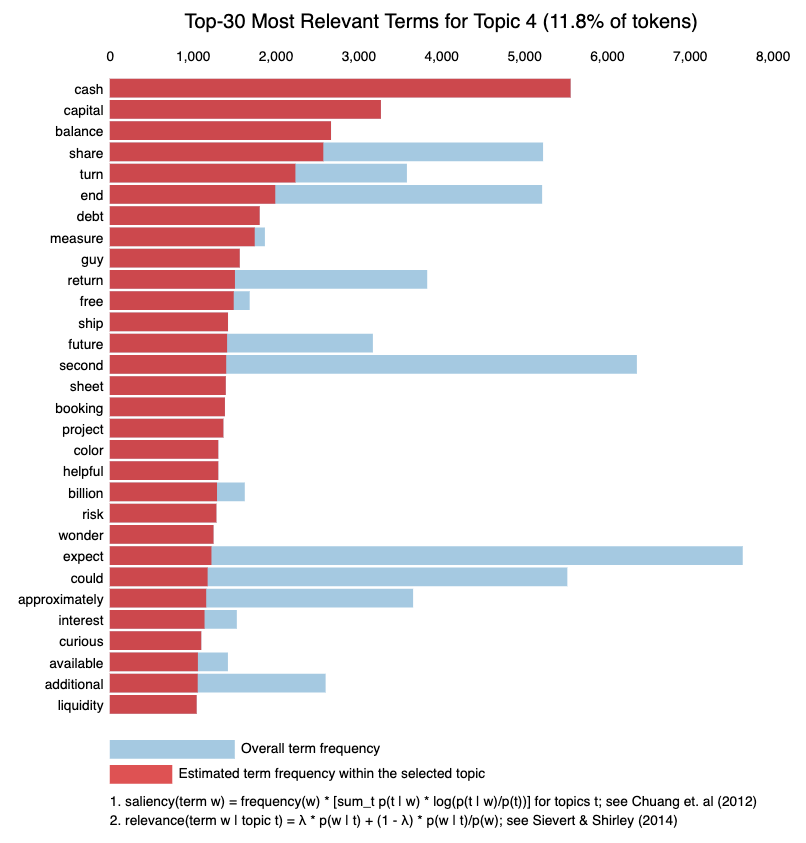 Top-30 Most Relevant Terms for Topic 4 (11.8% of tokens)
0 1,000 2,000 3,000 4,000 5,000 6,000 7,000 8,000
cash
capital
balance
share
turn
end
debt
measure
guy
return
free
ship
future
second
sheet
booking
project
color
helpful
billion
risk
wonder
expect
could
approximately
interest
curious
available
additional
liquidity
Overall term frequency
Estimated term frequency within the selected topic
1. saliency(term w) = frequency(w) * [sum_t p(t | w) * log(p(t | w)/p(t))] for topics t; see Chuang et. al (2012)
2. relevance(term w | topic t) = λ * p(w | t) + (1 - λ) * p(w | t)/p(w); see Sievert & Shirley (2014)